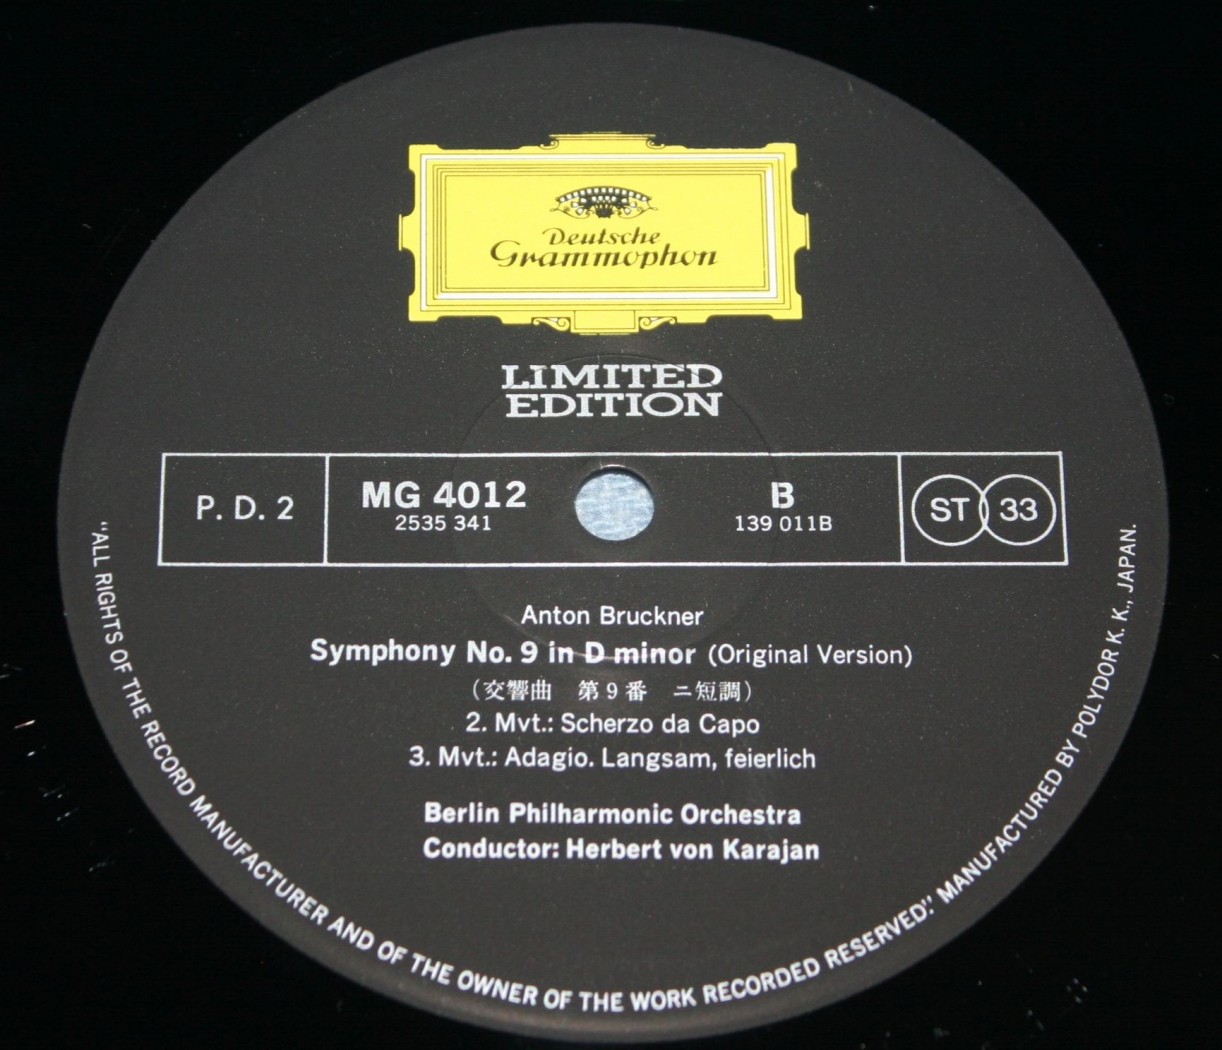 Deutsche
Grammophon
LIMITED
EDITION
P. D. 2
MG 4012
2535 341
B
139 011B
ST
33
Anton Bruckner
Symphony No. 9 in D minor (Original Version)
(交響曲 第9番 ニ短調)
2. Mvt.: Scherzo da Capo
3. Mvt.: Adagio. Langsam, feierlich
Berlin Philharmonic Orchestra
Conductor: Herbert von Karajan
“ALL RIGHTS OF THE RECORD MANUFACTURER AND OF THE OWNER OF THE WORK RECORDED RESERVED.” MANUFACTURED BY POLYDOR K. K., JAPAN.